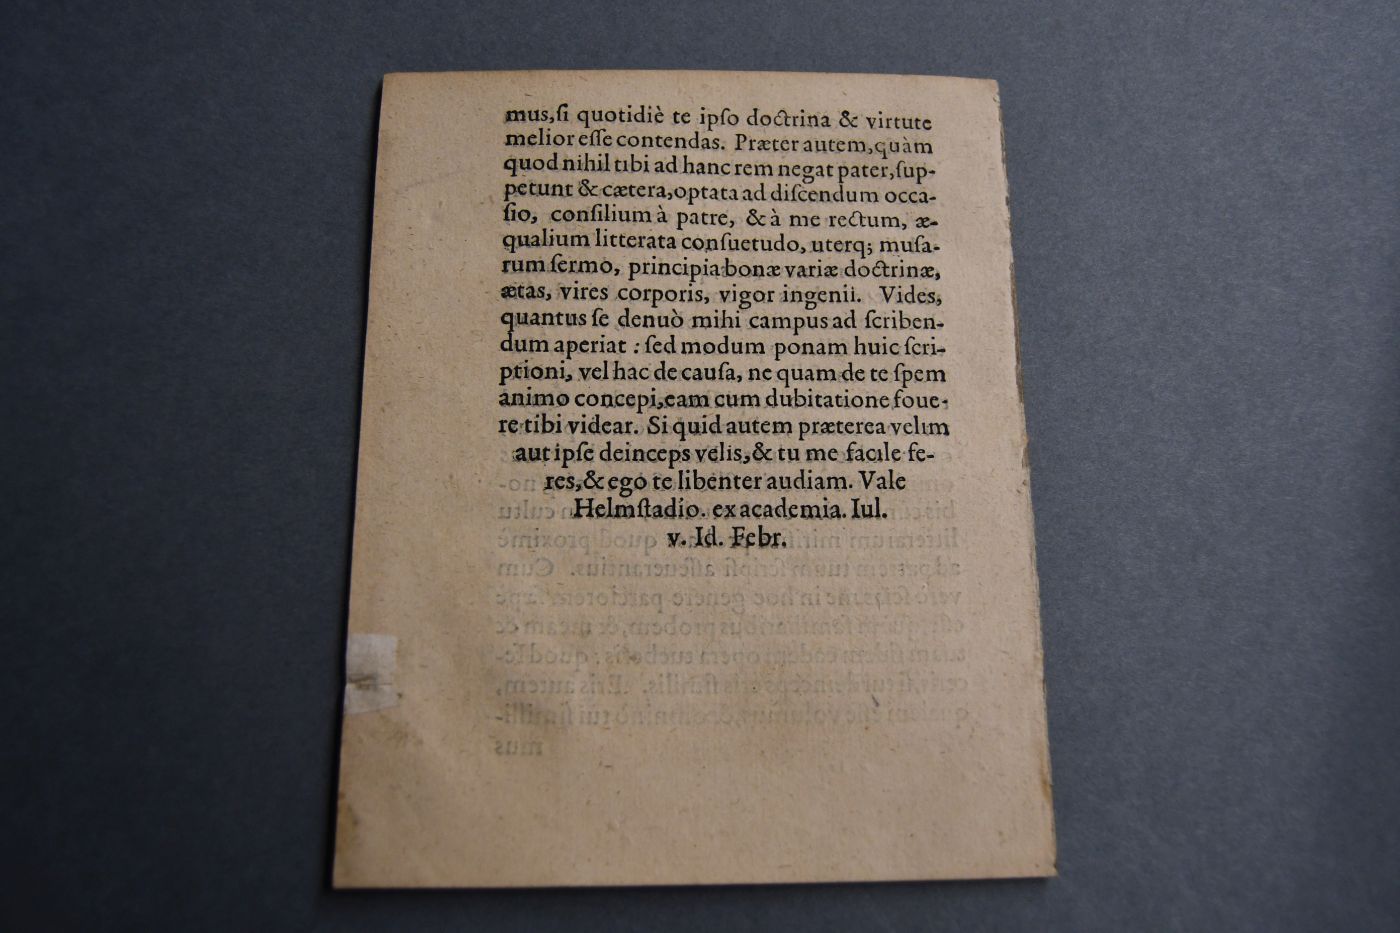 mus,ſi quotidiè te ipſo doctrina & virtute
melior eſſe contendas. Præter autem,quàm
quod nihil tibi ad hanc rem negat pater,ſup-
petunt & cætera,optata ad diſcendum occa-
ſio, conſilium à patre, & à me rectum, æ-
qualium litterata conſuetudo, uterq; muſa-
rum ſermo, principia bonæ variæ doctrinæ,
ætas, vires corporis, vigor ingenii. Vides,
quantus ſe denuò mihi campus ad ſcriben-
dum aperiat : ſed modum ponam huic ſcri-
ptioni, vel hac de cauſa, ne quam de te ſpem
animo concepi,eam cum dubitatione foue-
re tibi videar. Si quid autem præterea velim
aut ipſe deinceps velis,& tu me facile fe-
res,& ego te libenter audiam. Vale
Helmſtadio. ex academia. Iul.
v. Id. Febr.